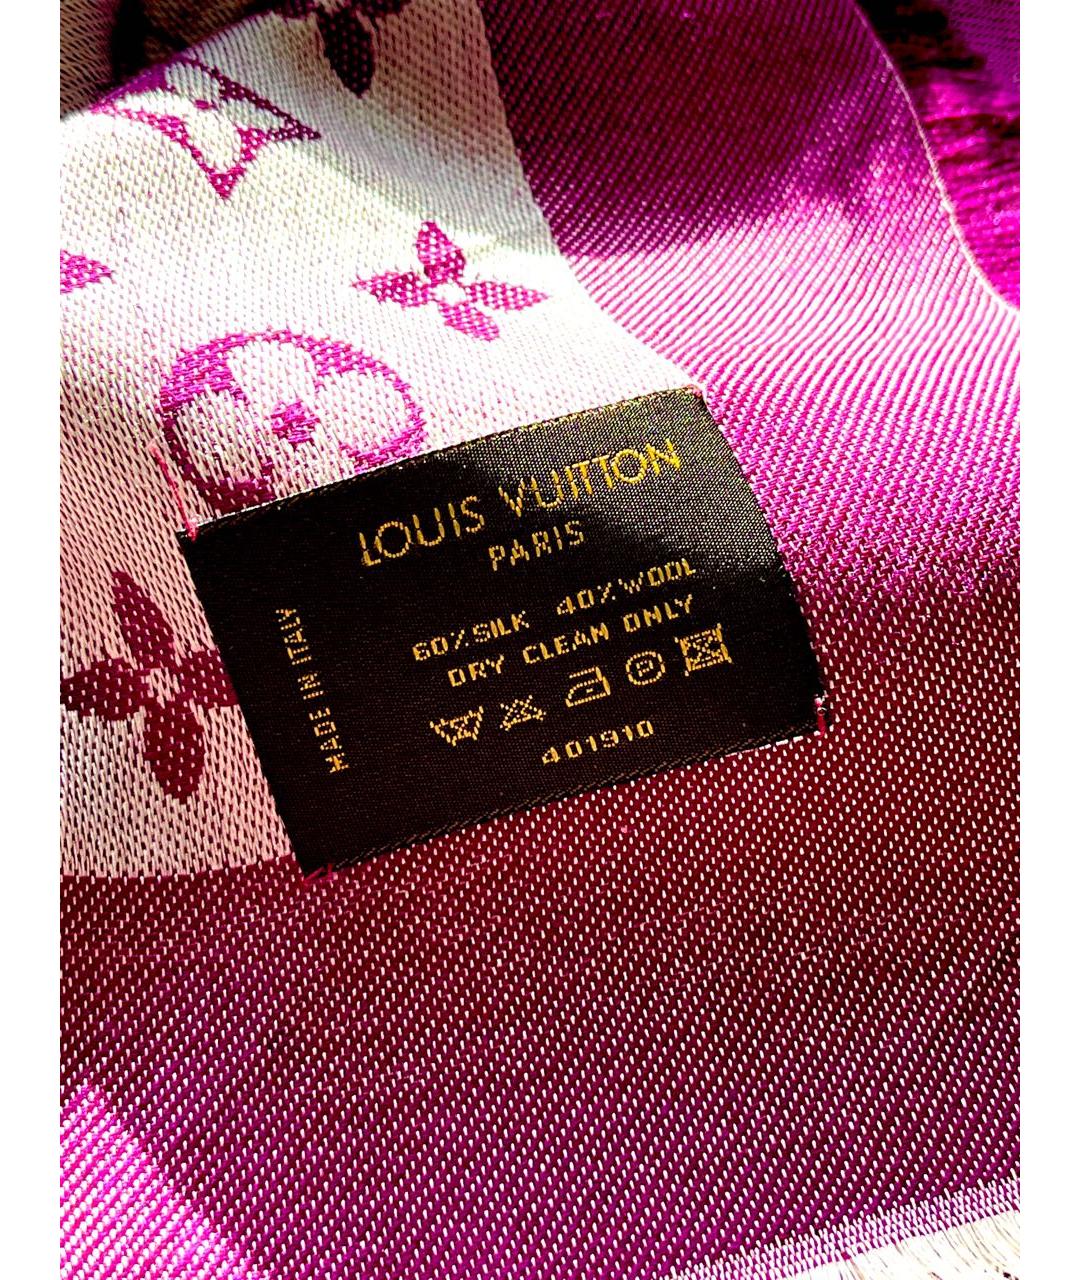 LOUIS VUITTON
PARIS
60%SILK 40%WOOL
DRY CLEAN ONLY
401910
MADE IN ITALY